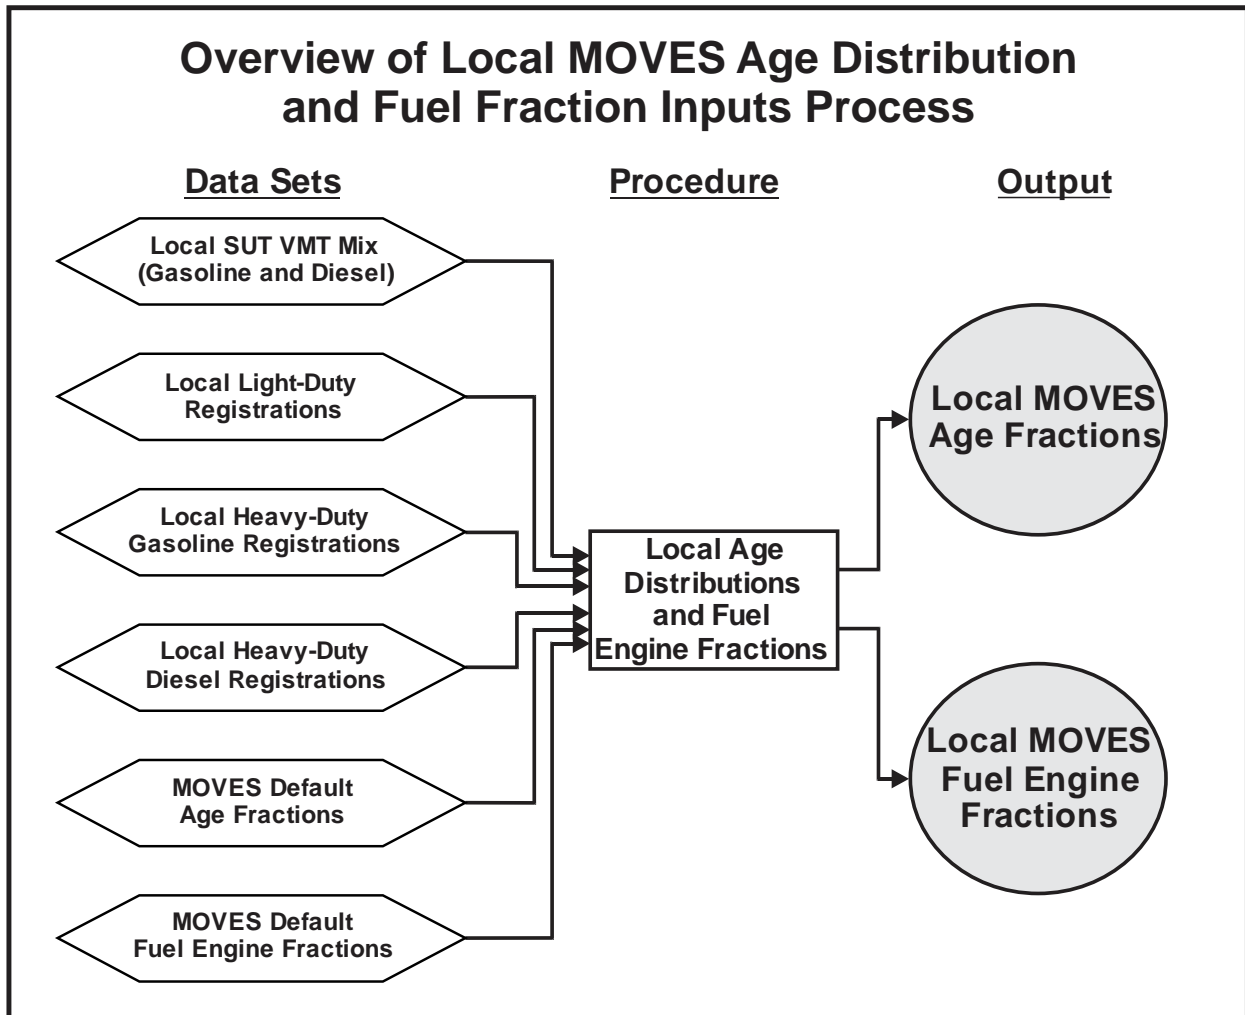 Overview of Local MOVES Age Distribution
and Fuel Fraction Inputs Process
Data Sets
Procedure
Output
Local SUT VMT Mix
(Gasoline and Diesel)
Local Light-Duty
Registrations
Local Heavy-Duty
Gasoline Registrations
Local Heavy-Duty
Diesel Registrations
MOVES Default
Age Fractions
MOVES Default
Fuel Engine Fractions
Local Age
Distributions
and Fuel
Engine Fractions
Local MOVES
Age Fractions
Local MOVES
Fuel Engine
Fractions